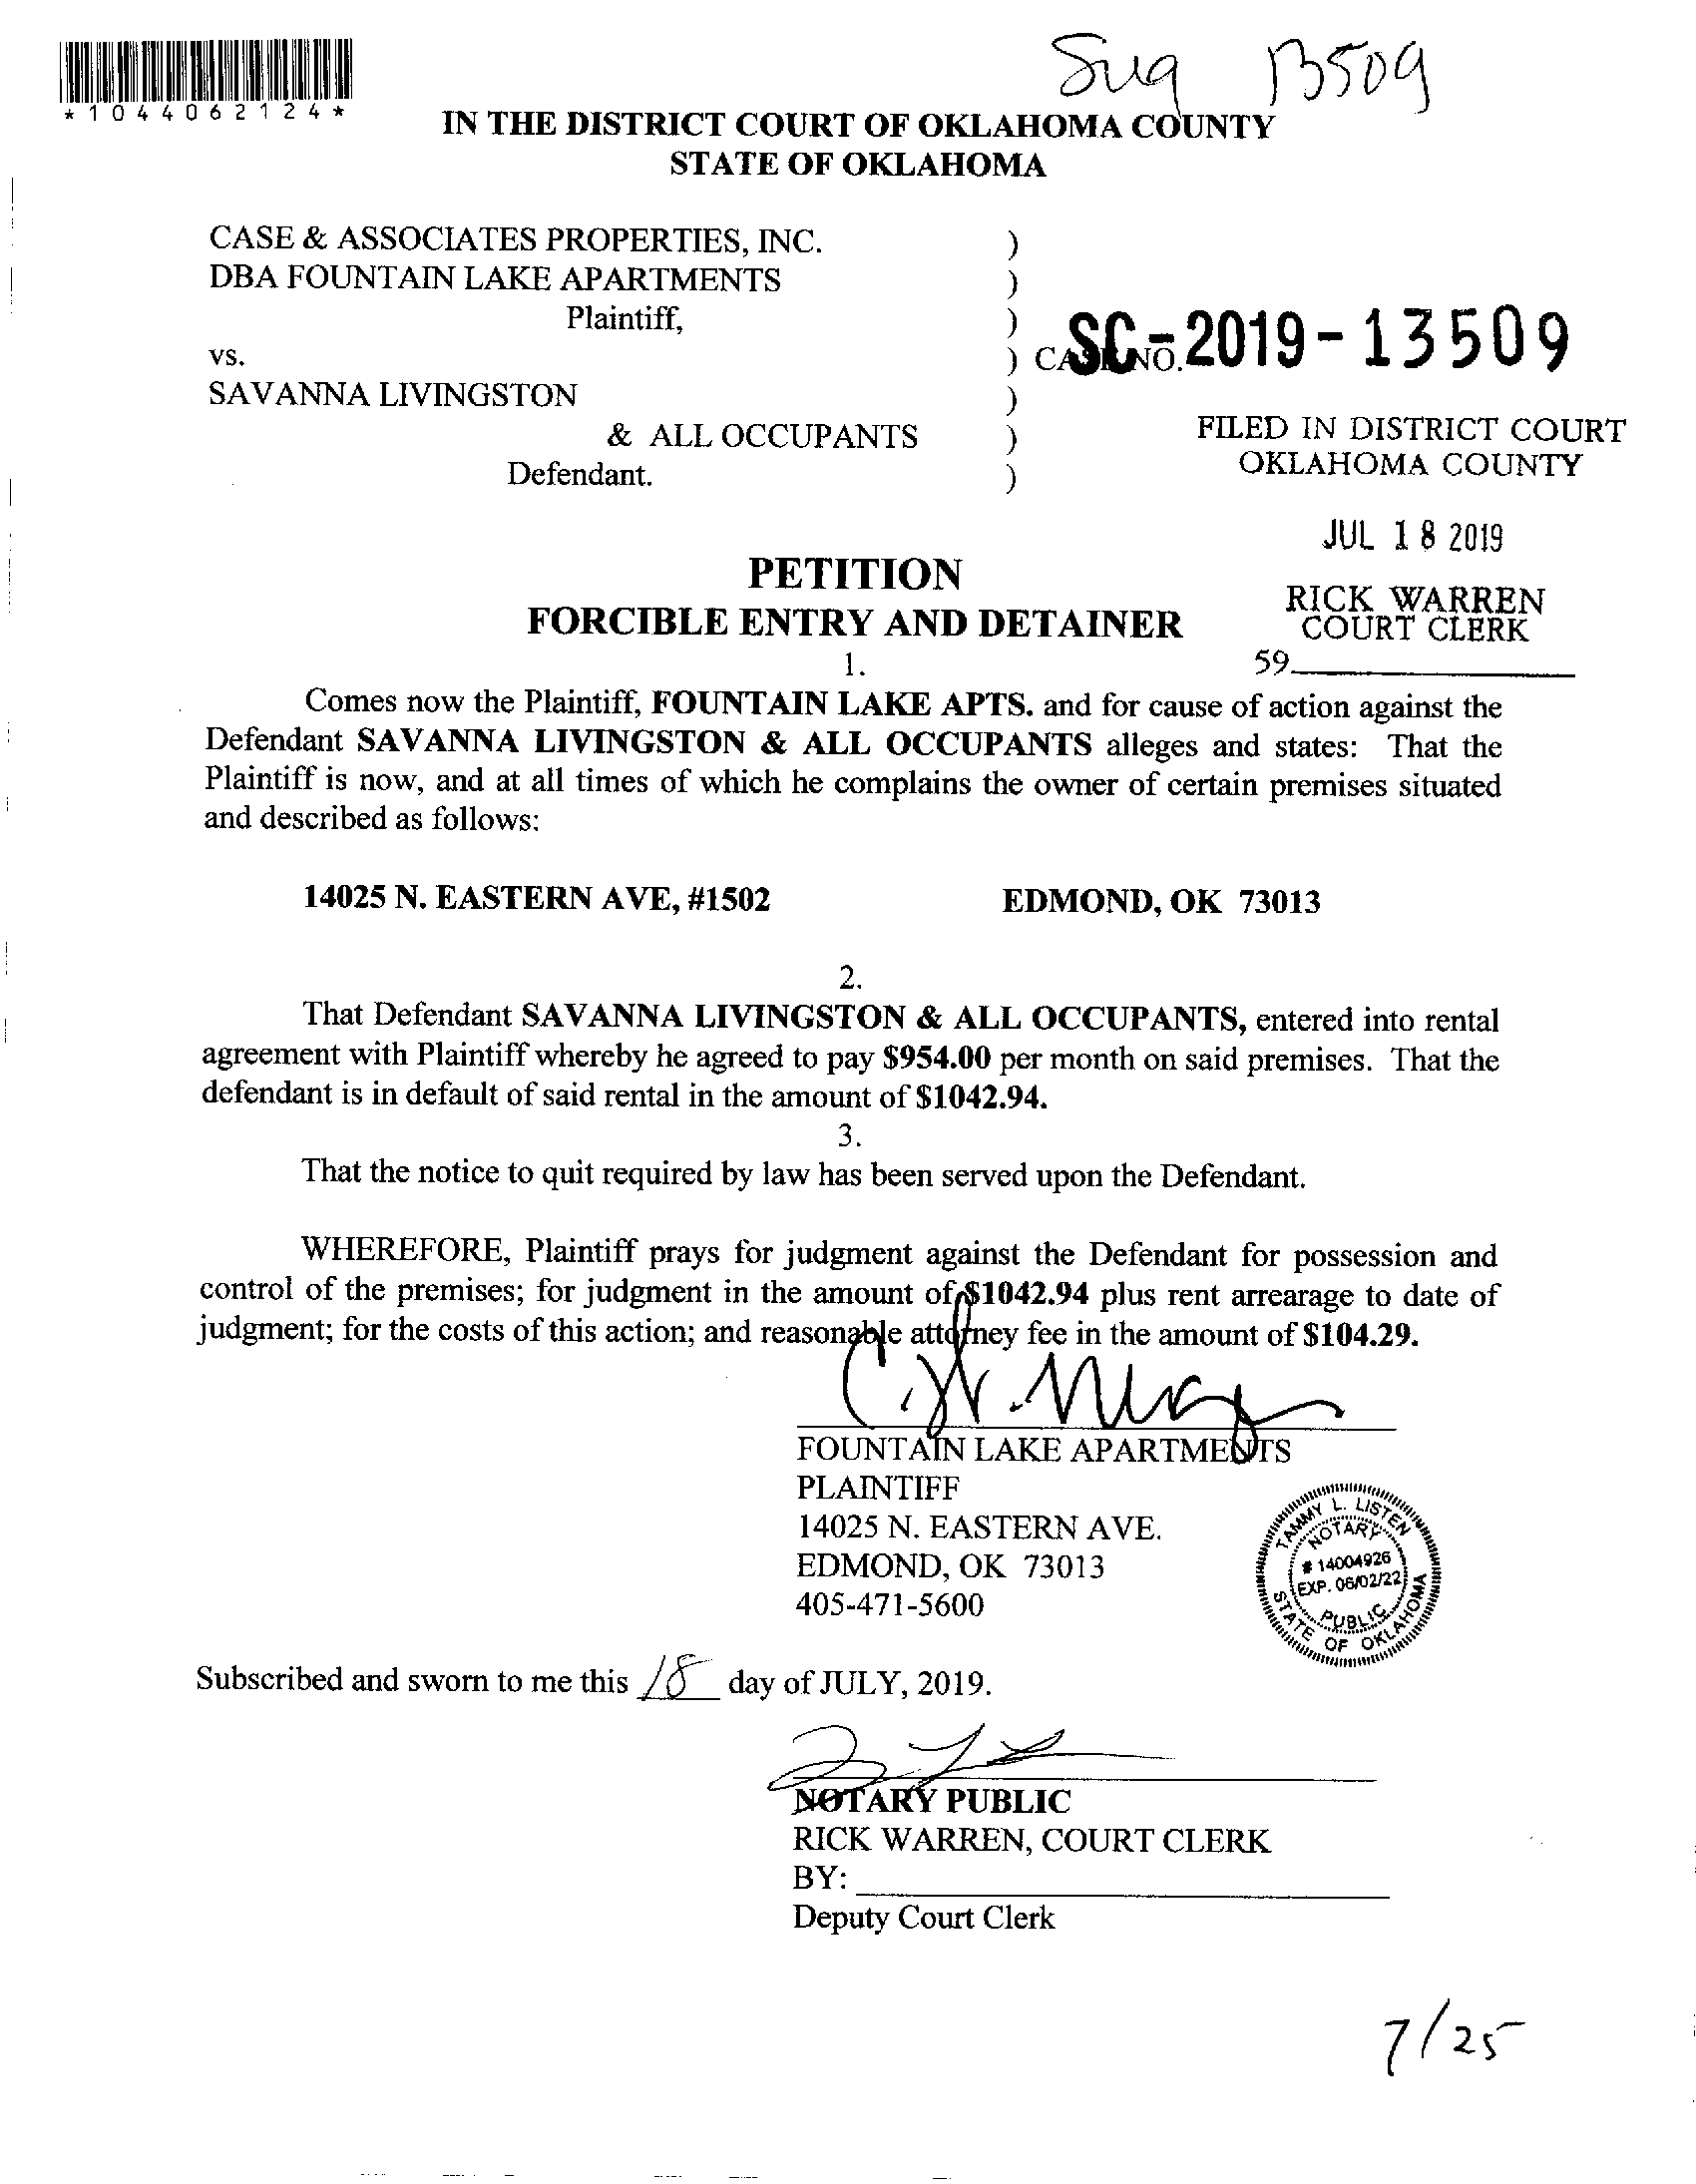 Sug 13509
*1044062124*
IN THE DISTRICT COURT OF OKLAHOMA COUNTY
STATE OF OKLAHOMA
CASE & ASSOCIATES PROPERTIES, INC. )
DBA FOUNTAIN LAKE APARTMENTS )
Plaintiff, )
vs. ) CASE NO. SC-2019-13509
SAVANNA LIVINGSTON )
& ALL OCCUPANTS )
Defendant. )
FILED IN DISTRICT COURT
OKLAHOMA COUNTY
JUL 18 2019
RICK WARREN
COURT CLERK
59
PETITION
FORCIBLE ENTRY AND DETAINER
1.
Comes now the Plaintiff, FOUNTAIN LAKE APTS. and for cause of action against the
Defendant SAVANNA LIVINGSTON & ALL OCCUPANTS alleges and states: That the
Plaintiff is now, and at all times of which he complains the owner of certain premises situated
and described as follows:
14025 N. EASTERN AVE, #1502 EDMOND, OK 73013
2.
That Defendant SAVANNA LIVINGSTON & ALL OCCUPANTS, entered into rental
agreement with Plaintiff whereby he agreed to pay $954.00 per month on said premises. That the
defendant is in default of said rental in the amount of $1042.94.
3.
That the notice to quit required by law has been served upon the Defendant.
WHEREFORE, Plaintiff prays for judgment against the Defendant for possession and
control of the premises; for judgment in the amount of $1042.94 plus rent arrearage to date of
judgment; for the costs of this action; and reasonable attorney fee in the amount of $104.29.
FOUNTAIN LAKE APARTMENTS
PLAINTIFF
14025 N. EASTERN AVE.
EDMOND, OK 73013
405-471-5600
TAMMY L. LISTEN
NOTARY
# 14004926
EXP. 06/02/22
PUBLIC
STATE OF OKLAHOMA
Subscribed and sworn to me this 18 day of JULY, 2019.
NOTARY PUBLIC
RICK WARREN, COURT CLERK
BY:
Deputy Court Clerk
7/25